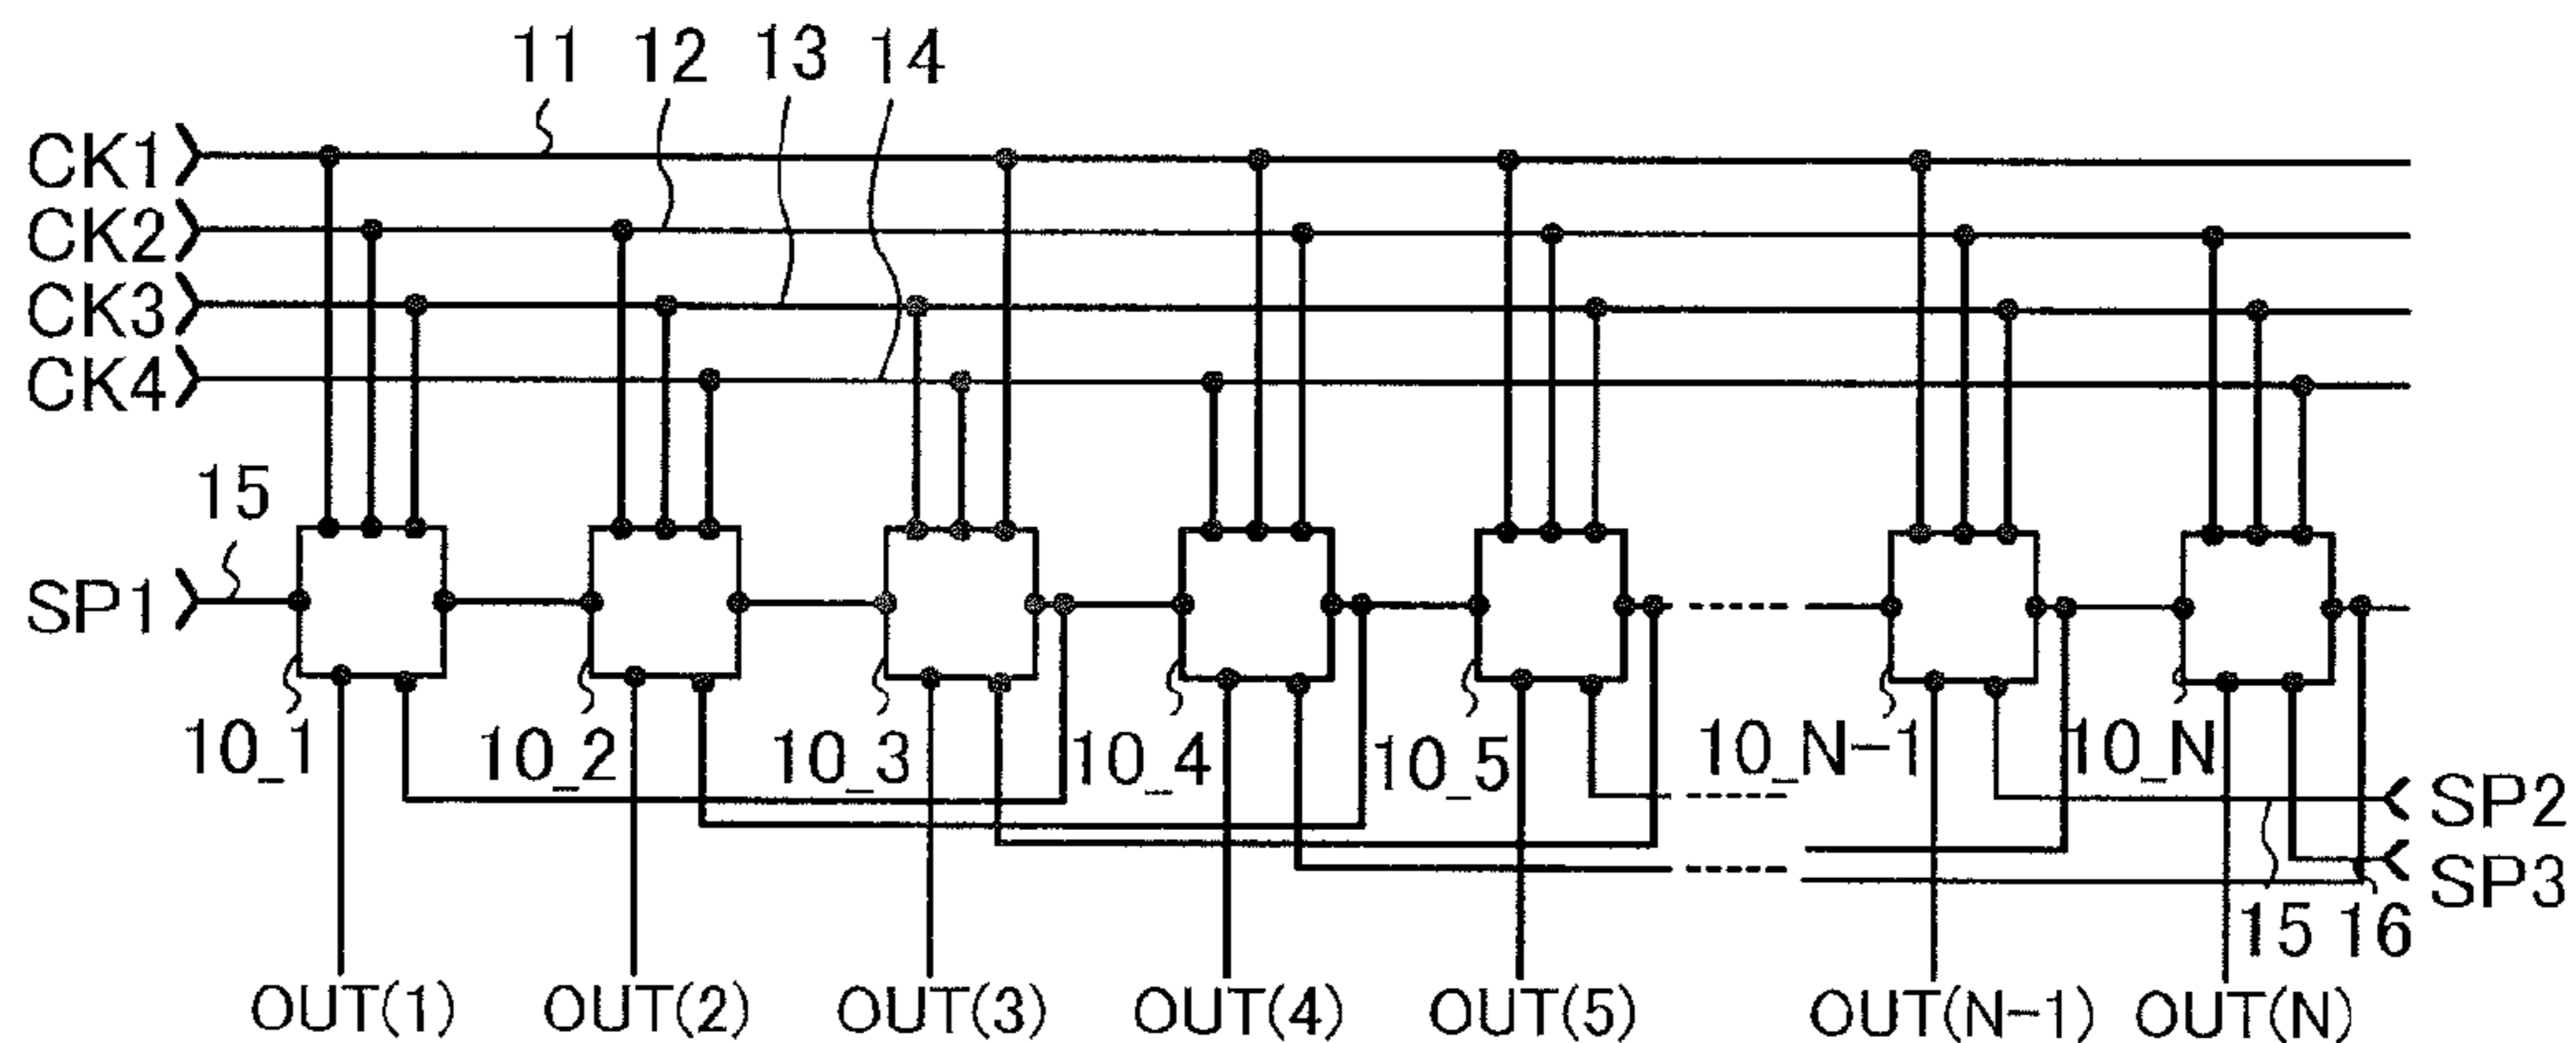 11 12 13 14
CK1
CK2
CK3
CK4
15
SP1
10_1 10_2 10_3 10_4 10_5 10_N-1 10_N
SP2
SP3
15 16
OUT(1) OUT(2) OUT(3) OUT(4) OUT(5) OUT(N-1) OUT(N)